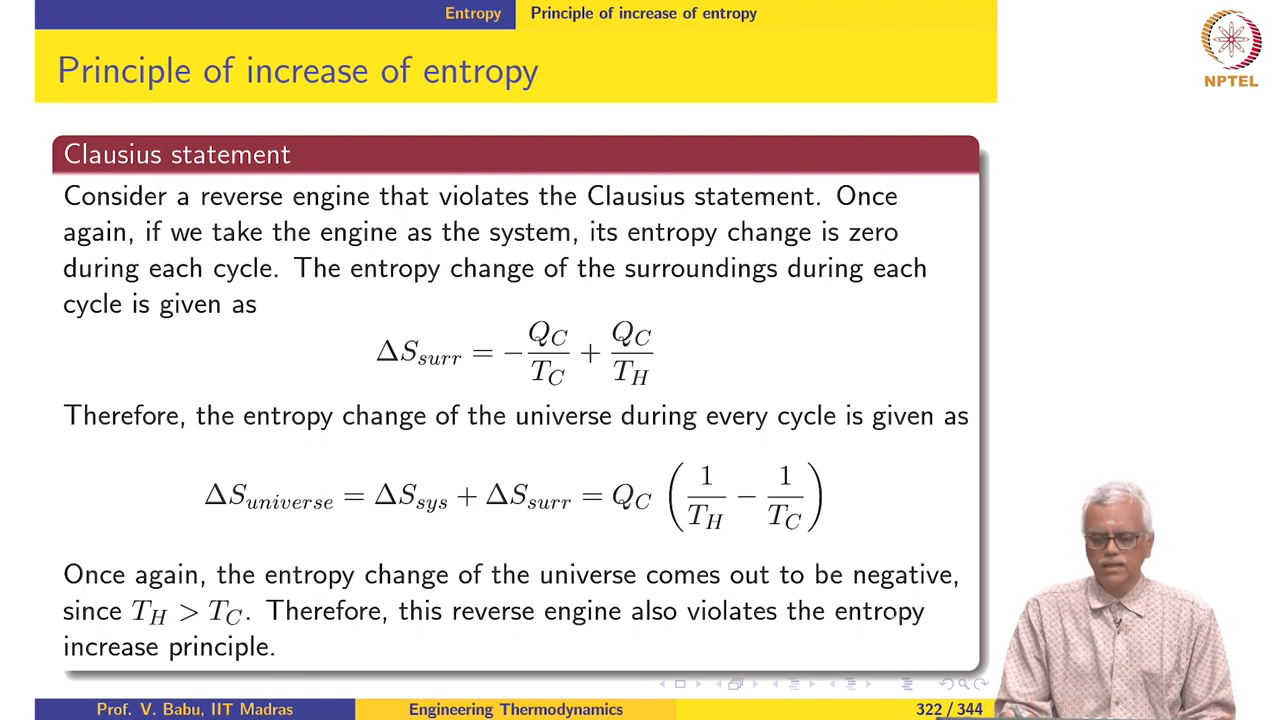 Entropy Principle of increase of entropy
NPTEL
Principle of increase of entropy
Clausius statement
Consider a reverse engine that violates the Clausius statement. Once
again, if we take the engine as the system, its entropy change is zero
during each cycle. The entropy change of the surroundings during each
cycle is given as
ΔS_surr = −Q_C/T_C + Q_C/T_H
Therefore, the entropy change of the universe during every cycle is given as
ΔS_universe = ΔS_sys + ΔS_surr = Q_C (1/T_H − 1/T_C)
Once again, the entropy change of the universe comes out to be negative,
since T_H > T_C. Therefore, this reverse engine also violates the entropy
increase principle.
Prof. V. Babu, IIT Madras Engineering Thermodynamics 322 / 344